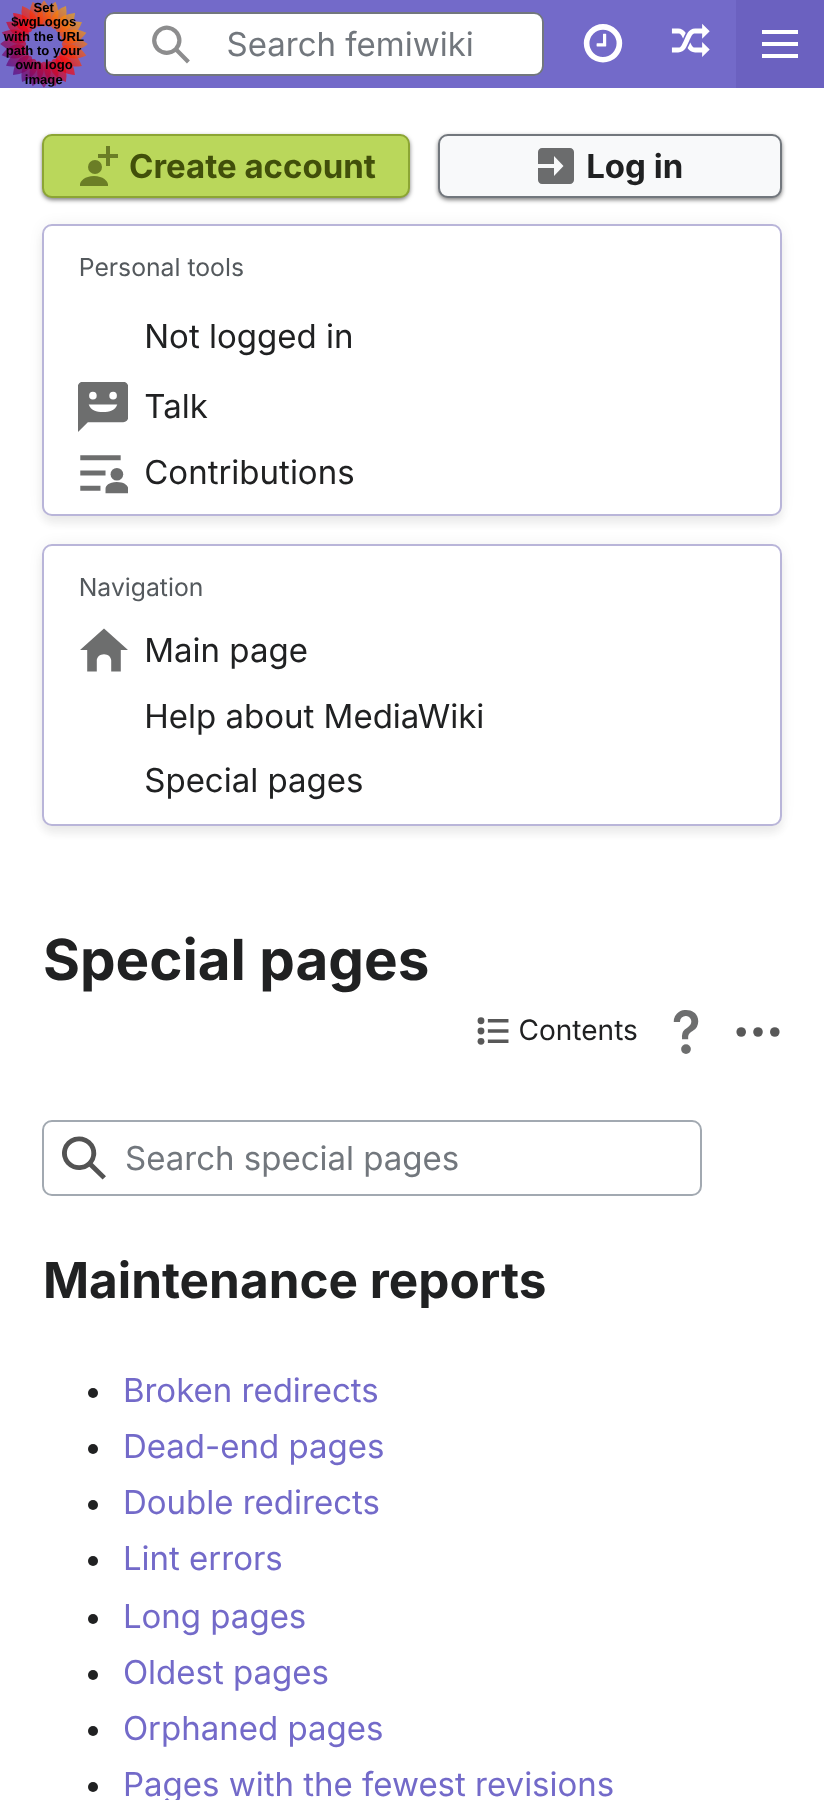 Set
$wgLogos
with the URL
path to your
own logo
image
Search femiwiki
Create account
Log in
Personal tools
Not logged in
Talk
Contributions
Navigation
Main page
Help about MediaWiki
Special pages
Special pages
Contents
Search special pages
Maintenance reports
Broken redirects
Dead-end pages
Double redirects
Lint errors
Long pages
Oldest pages
Orphaned pages
Pages with the fewest revisions